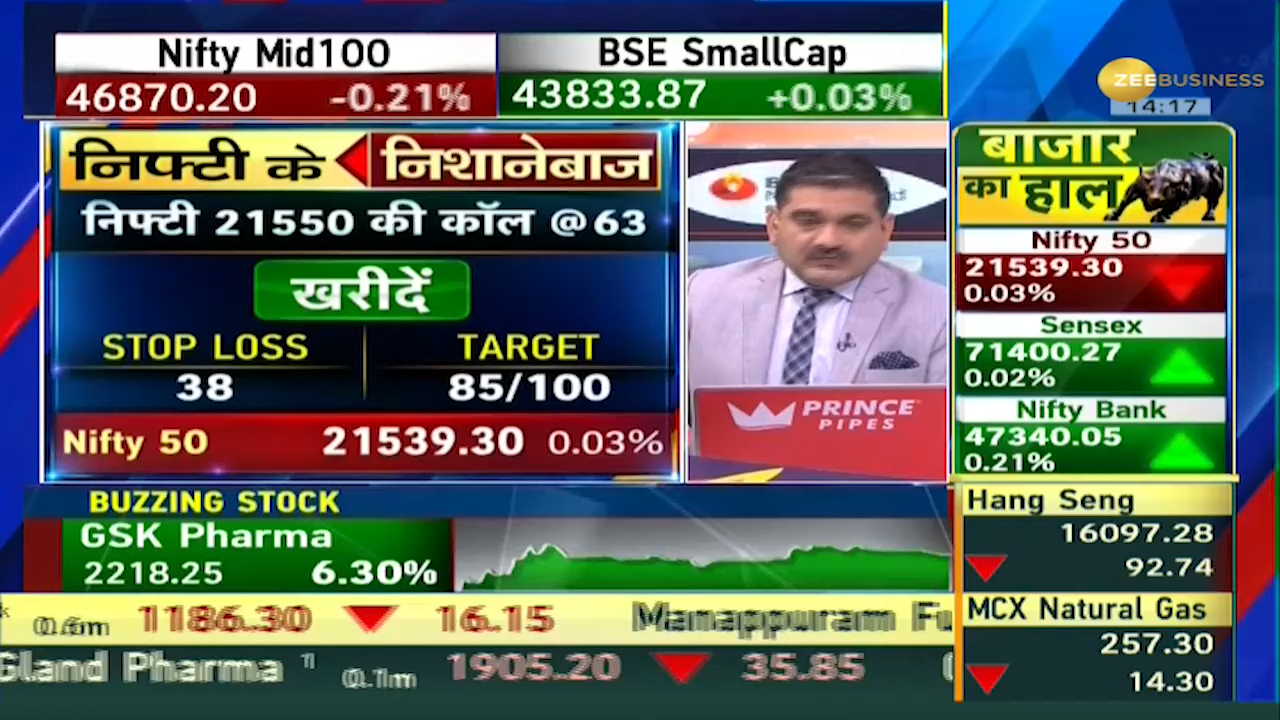 Nifty Mid100
46870.20 -0.21%
BSE SmallCap
43833.87 +0.03%
ZEEBUSINESS
14:17
निफ्टी के निशानेबाज
निफ्टी 21550 की कॉल @ 63
खरीदें
STOP LOSS
38
TARGET
85/100
Nifty 50 21539.30 0.03%
PRINCE
PIPES
बाजार
का हाल
Nifty 50
21539.30
0.03%
Sensex
71400.27
0.02%
Nifty Bank
47340.05
0.21%
BUZZING STOCK
GSK Pharma
2218.25 6.30%
Hang Seng
16097.28
92.74
MCX Natural Gas
257.30
14.30
1186.30 16.15 Manappuram Fu
Gland Pharma 0.1m 1905.20 35.85